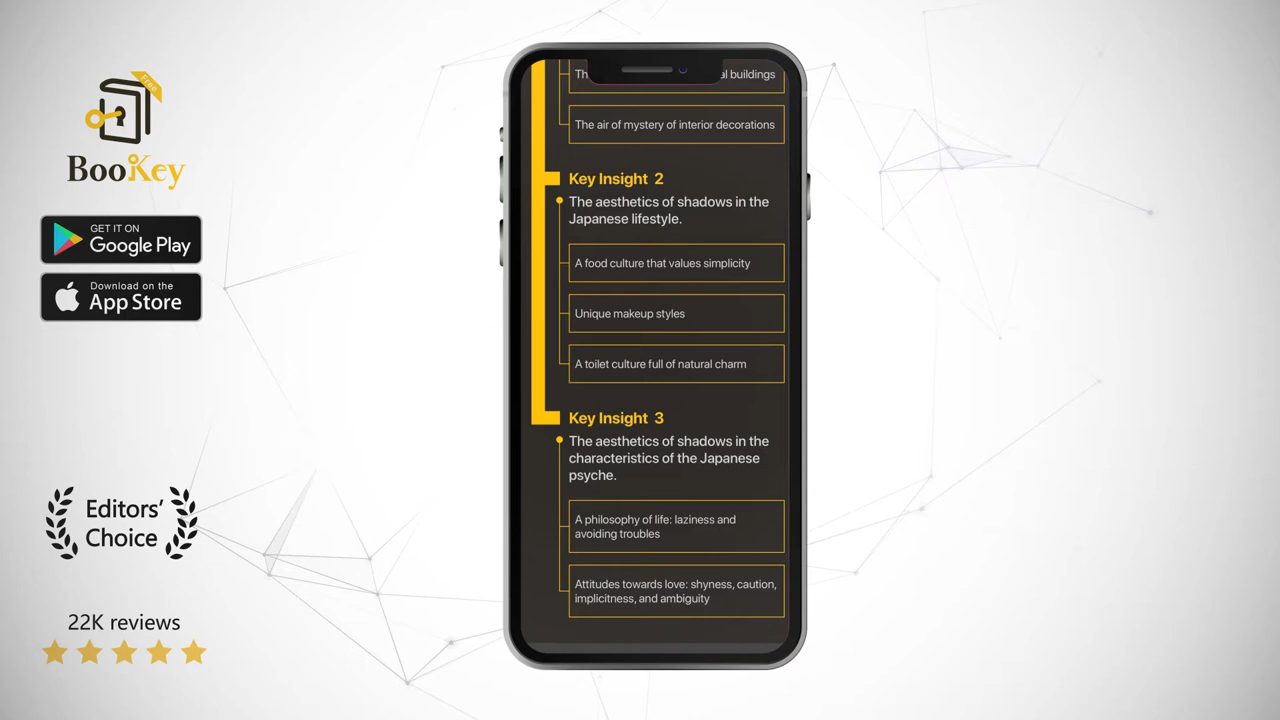 Free
BooKey
GET IT ON
Google Play
Download on the
App Store
Editors’
Choice
22K reviews
Th al buildings
The air of mystery of interior decorations
Key Insight 2
The aesthetics of shadows in the
Japanese lifestyle.
A food culture that values simplicity
Unique makeup styles
A toilet culture full of natural charm
Key Insight 3
The aesthetics of shadows in the
characteristics of the Japanese
psyche.
A philosophy of life: laziness and
avoiding troubles
Attitudes towards love: shyness, caution,
implicitness, and ambiguity